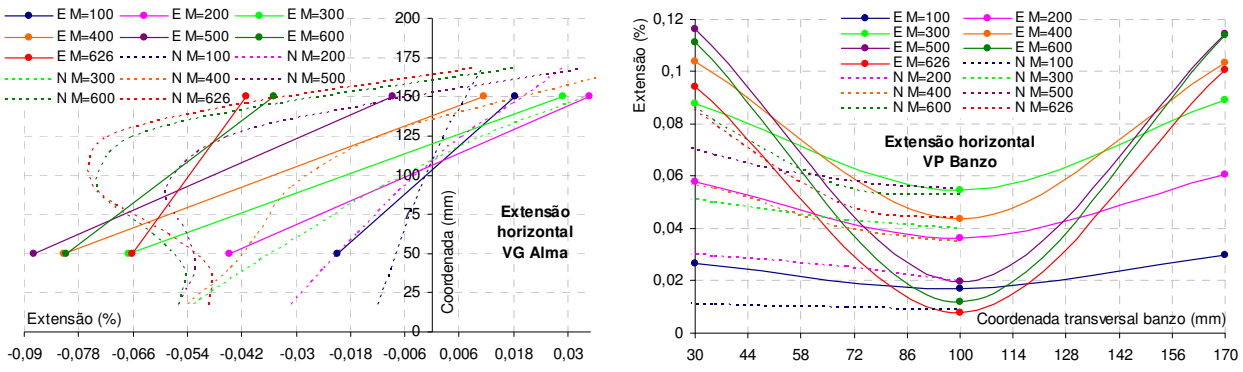 E M=100 E M=200 E M=300
E M=400 E M=500 E M=600
E M=626 N M=100 N M=200
N M=300 N M=400 N M=500
N M=600 N M=626
200
175
150
125
100
75
50
25
0
Coordenada (mm)
Extensão
horizontal
VG Alma
Extensão (%)
-0,09 -0,078 -0,066 -0,054 -0,042 -0,03 -0,018 -0,006 0,006 0,018 0,03
E M=100 E M=200
E M=300 E M=400
E M=500 E M=600
E M=626 N M=100
N M=200 N M=300
N M=400 N M=500
N M=600 N M=626
Extensão horizontal
VP Banzo
Extensão (%)
0,12
0,1
0,08
0,06
0,04
0,02
0
Coordenada transversal banzo (mm)
30 44 58 72 86 100 114 128 142 156 170